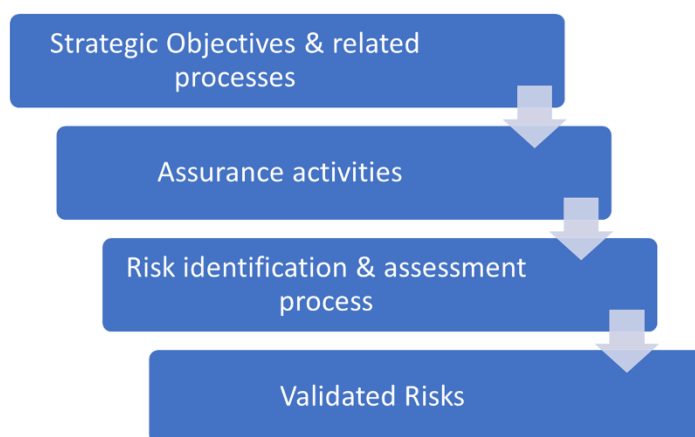 Strategic Objectives & related
processes
Assurance activities
Risk identification & assessment
process
Validated Risks